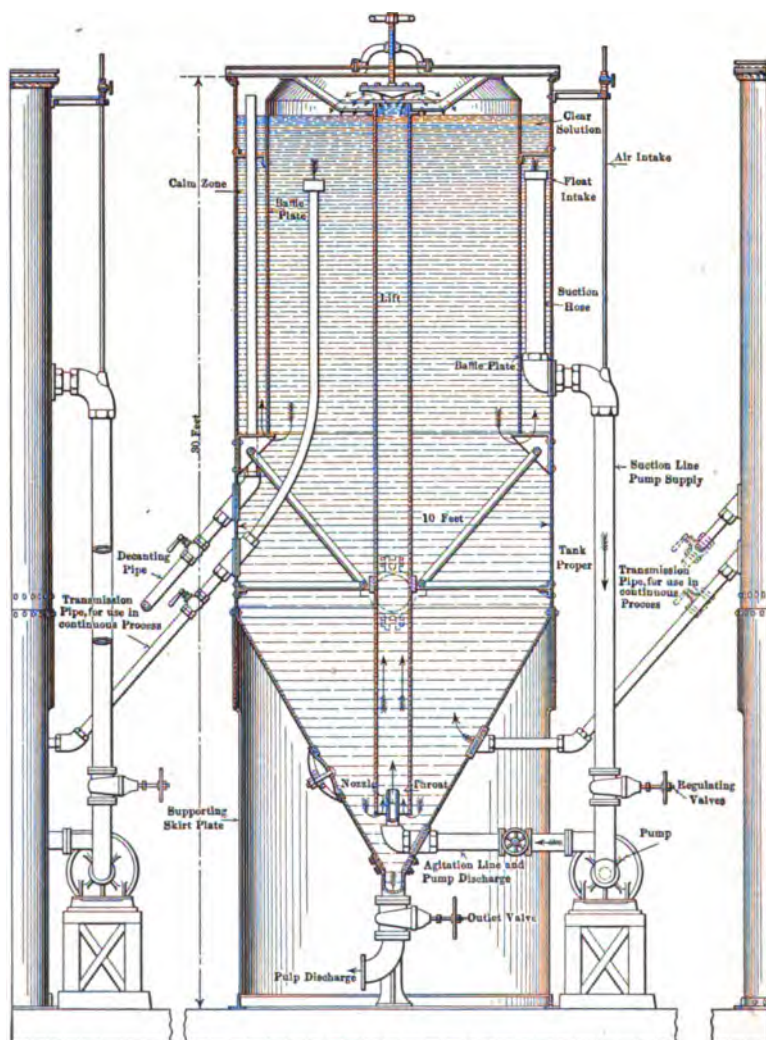 Clear
Solution
Air Intake
Calm Zone
Float
Intake
Baffle
Plate
Lift
Suction
Hose
Baffle Plate
30 Feet
Suction Line
Pump Supply
10 Feet
Decanting
Pipe
Tank
Proper
Transmission
Pipe, for use in
continuous Process
Transmission
Pipe, for use in
continuous Process
Nozzle
Throat
Regulating
Valves
Supporting
Skirt Plate
Pump
Agitation Line and
Pump Discharge
Outlet Valve
Pulp Discharge